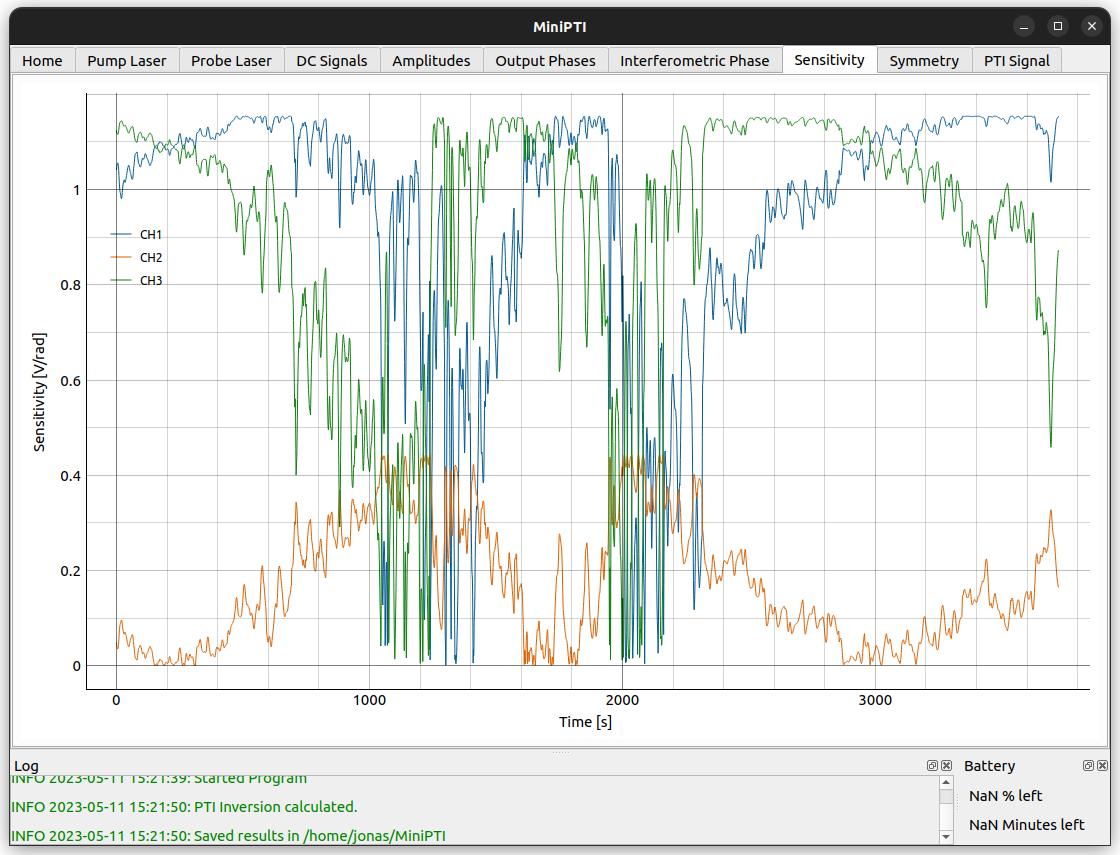 MiniPTI
Home Pump Laser Probe Laser DC Signals Amplitudes Output Phases Interferometric Phase Sensitivity Symmetry PTI Signal
Sensitivity [V/rad]
1
0.8
0.6
0.4
0.2
0
CH1
CH2
CH3
0 1000 2000 3000
Time [s]
Log
INFO 2023-05-11 15:21:39: Started Program
INFO 2023-05-11 15:21:50: PTI Inversion calculated.
INFO 2023-05-11 15:21:50: Saved results in /home/jonas/MiniPTI
Battery
NaN % left
NaN Minutes left